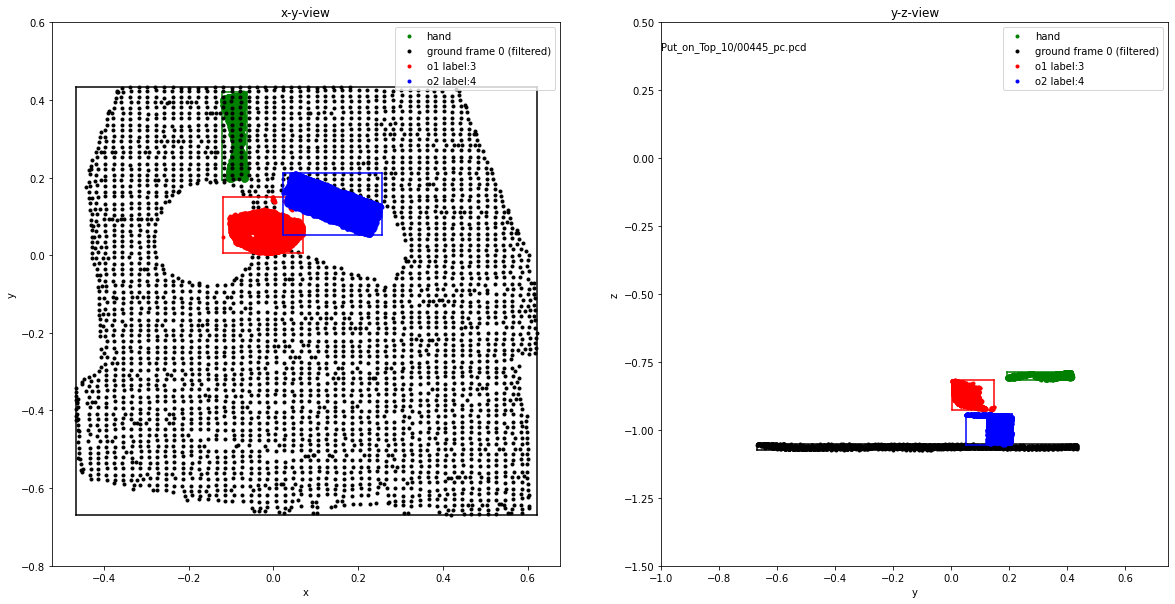 x-y-view
0.6
0.4
0.2
0.0
−0.2
−0.4
−0.6
−0.8
y
−0.4
−0.2
0.0
0.2
0.4
0.6
x
hand
ground frame 0 (filtered)
o1 label:3
o2 label:4
y-z-view
Put_on_Top_10/00445_pc.pcd
0.50
0.25
0.00
−0.25
−0.50
−0.75
−1.00
−1.25
−1.50
z
−1.0
−0.8
−0.6
−0.4
−0.2
0.0
0.2
0.4
0.6
y
hand
ground frame 0 (filtered)
o1 label:3
o2 label:4